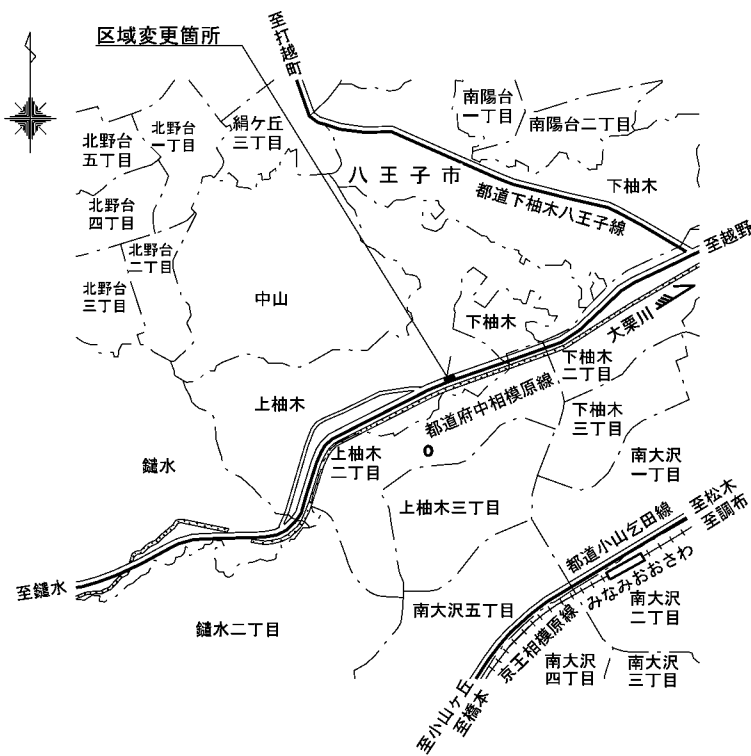 区域変更箇所
至打越町
北野台
五丁目
北野台
一丁目
絹ケ丘
三丁目
南陽台
一丁目
南陽台二丁目
八王子市
都道下柚木八王子線
下柚木
北野台
四丁目
北野台
二丁目
北野台
三丁目
至越野
中山
下柚木
大栗川
下柚木
二丁目
上柚木
都道府中相模原線
下柚木
三丁目
鑓水
上柚木
二丁目
南大沢
一丁目
上柚木三丁目
至松木
至調布
都道小山乞田線
みなみおおさわ
至鑓水
鑓水二丁目
南大沢五丁目
京王相模原線
南大沢
二丁目
南大沢
四丁目
南大沢
三丁目
至小山ヶ丘
至橋本